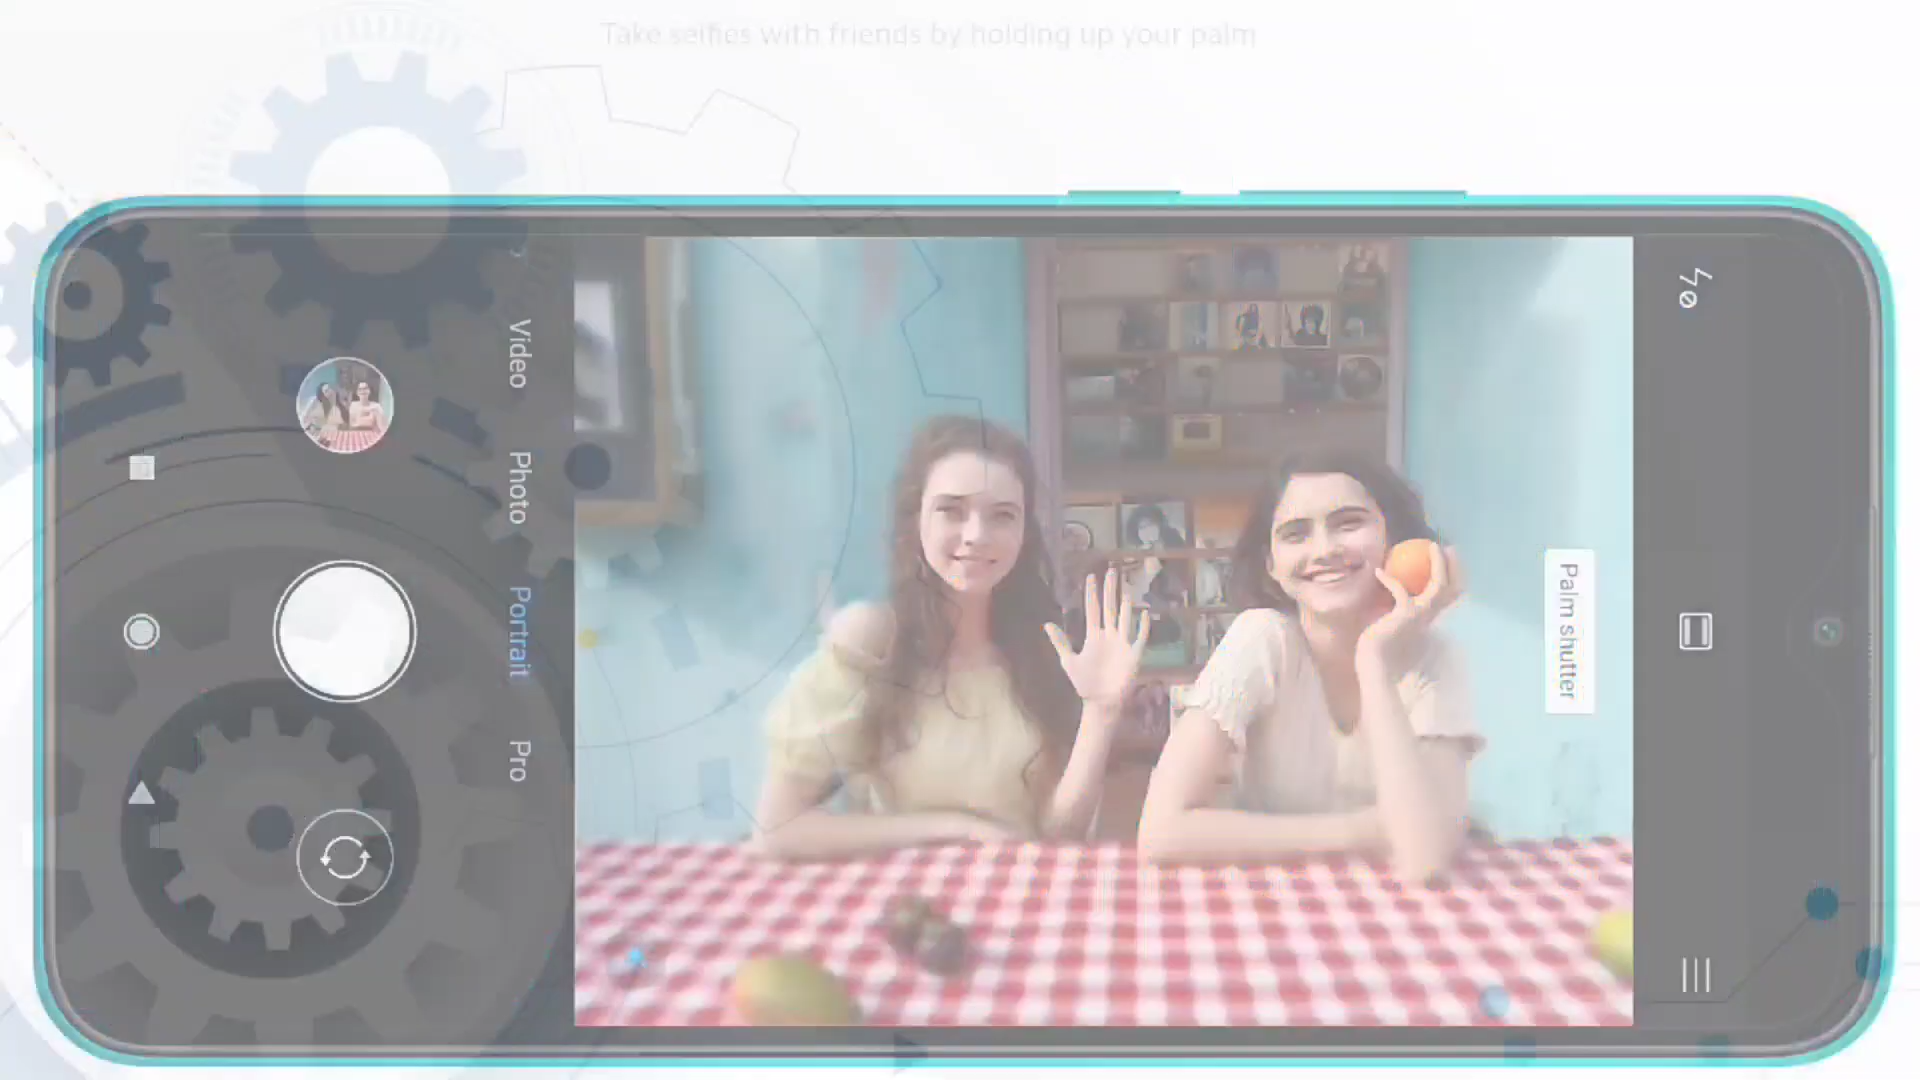 Take selfies with friends by holding up your palm
Video
Photo
Portrait
Pro
Palm shutter